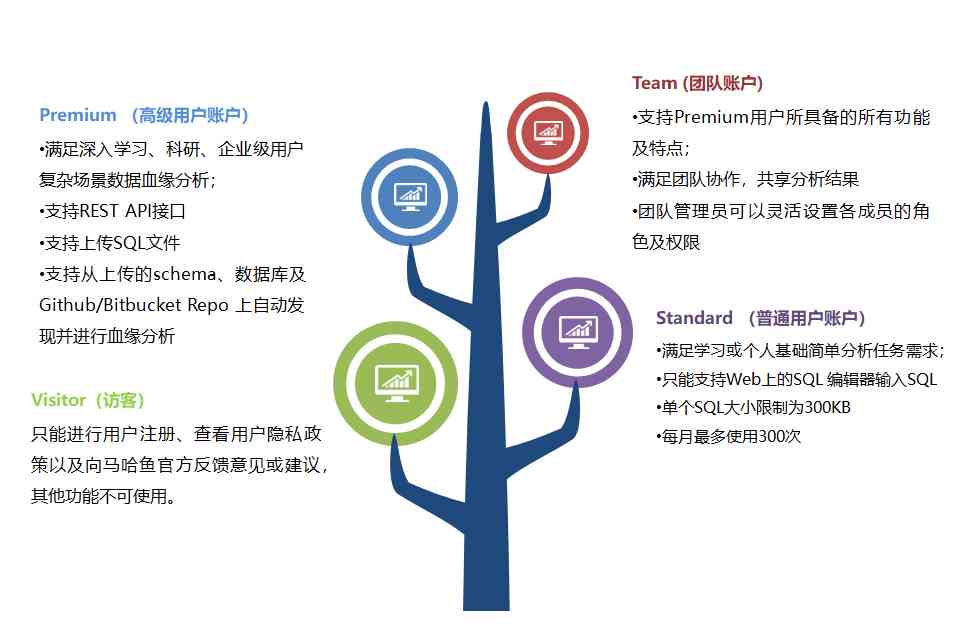 Premium （高级用户账户）
•满足深入学习、科研、企业级用户
复杂场景数据血缘分析；
•支持REST API接口
•支持上传SQL文件
•支持从上传的schema、数据库及
Github/Bitbucket Repo 上自动发
现并进行血缘分析
Visitor（访客）
只能进行用户注册、查看用户隐私政
策以及向马哈鱼官方反馈意见或建议，
其他功能不可使用。
Team (团队账户)
•支持Premium用户所具备的所有功能
及特点；
•满足团队协作，共享分析结果
•团队管理员可以灵活设置各成员的角
色及权限
Standard （普通用户账户）
•满足学习或个人基础简单分析任务需求；
•只能支持Web上的SQL 编辑器输入SQL
•单个SQL大小限制为300KB
•每月最多使用300次